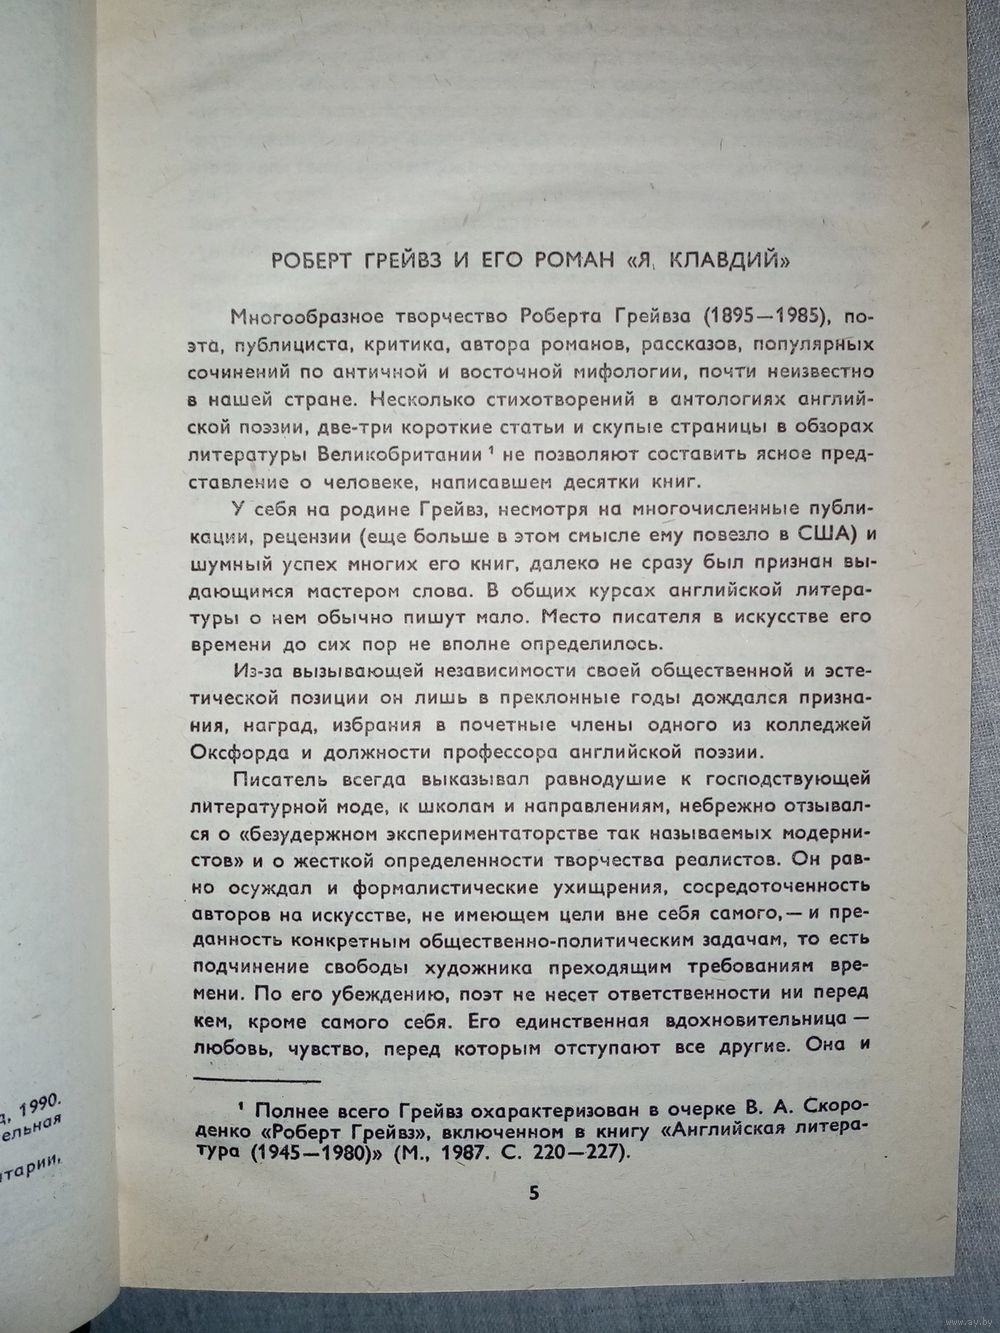 РОБЕРТ ГРЕЙВЗ И ЕГО РОМАН «Я, КЛАВДИЙ»
Многообразное творчество Роберта Грейвза (1895—1985), по-
эта, публициста, критика, автора романов, рассказов, популярных
сочинений по античной и восточной мифологии, почти неизвестно
в нашей стране. Несколько стихотворений в антологиях англий-
ской поэзии, две-три короткие статьи и скупые страницы в обзорах
литературы Великобритании ¹ не позволяют составить ясное пред-
ставление о человеке, написавшем десятки книг.
У себя на родине Грейвз, несмотря на многочисленные публи-
кации, рецензии (еще больше в этом смысле ему повезло в США) и
шумный успех многих его книг, далеко не сразу был признан вы-
дающимся мастером слова. В общих курсах английской литера-
туры о нем обычно пишут мало. Место писателя в искусстве его
времени до сих пор не вполне определилось.
Из-за вызывающей независимости своей общественной и эсте-
тической позиции он лишь в преклонные годы дождался призна-
ния, наград, избрания в почетные члены одного из колледжей
Оксфорда и должности профессора английской поэзии.
Писатель всегда выказывал равнодушие к господствующей
литературной моде, к школам и направлениям, небрежно отзывал-
ся о «безудержном экспериментаторстве так называемых модерни-
стов» и о жесткой определенности творчества реалистов. Он рав-
но осуждал и формалистические ухищрения, сосредоточенность
авторов на искусстве, не имеющем цели вне себя самого,— и пре-
данность конкретным общественно-политическим задачам, то есть
подчинение свободы художника преходящим требованиям вре-
мени. По его убеждению, поэт не несет ответственности ни перед
кем, кроме самого себя. Его единственная вдохновительница —
любовь, чувство, перед которым отступают все другие. Она и
¹ Полнее всего Грейвз охарактеризован в очерке В. А. Скоро-
денко «Роберт Грейвз», включенном в книгу «Английская литера-
тура (1945—1980)» (М., 1987. С. 220—227).
5
1990.
www.ay.by